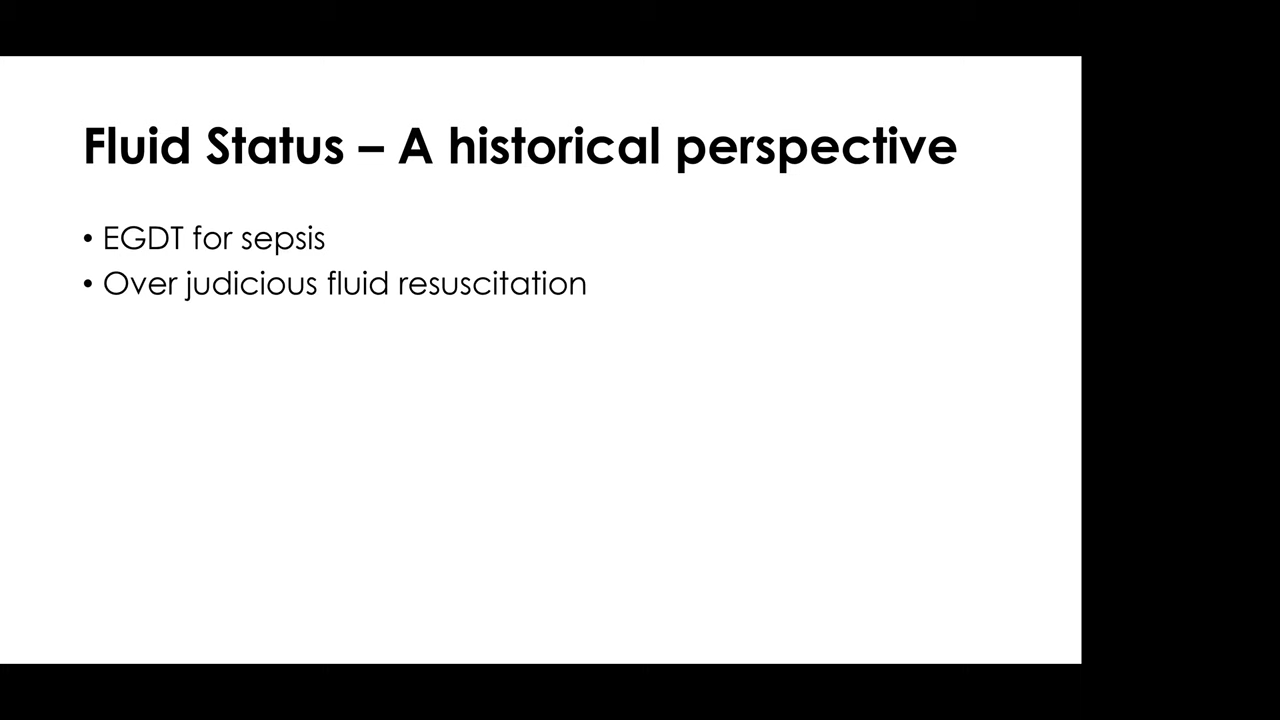 Fluid Status – A historical perspective
• EGDT for sepsis
• Over judicious fluid resuscitation